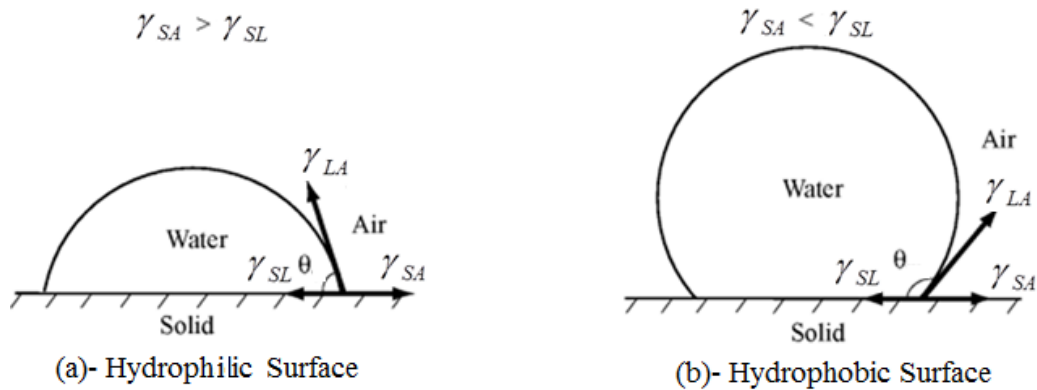 γSA > γSL
γLA
Water
Air
γSL θ
γSA
Solid
(a)- Hydrophilic Surface
γSA < γSL
Air
Water
γLA
γSL θ
γSA
Solid
(b)- Hydrophobic Surface